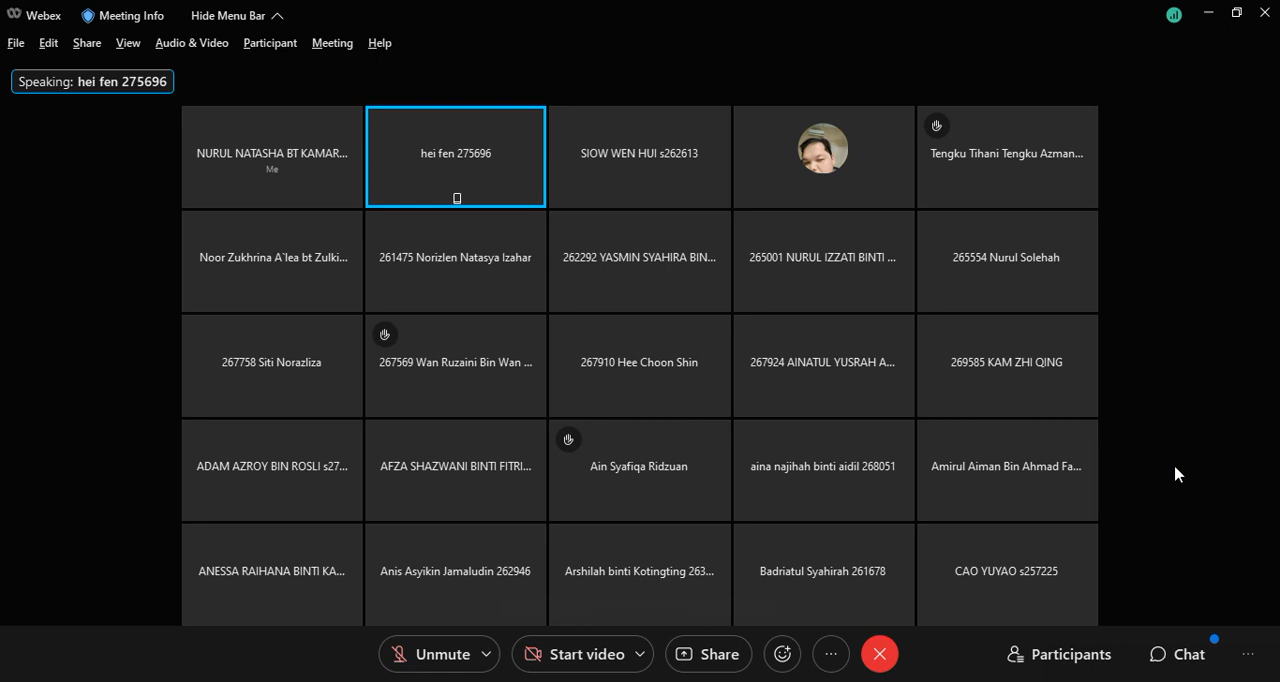 Webex Meeting Info Hide Menu Bar
File Edit Share View Audio & Video Participant Meeting Help
Speaking: hei fen 275696
NURUL NATASHA BT KAMAR... hei fen 275696 SIOW WEN HUI s262613 Tengku Tihani Tengku Azman...
Me
Noor Zukhrina A`lea bt Zulki... 261475 Norizlen Natasya Izahar 262292 YASMIN SYAHIRA BIN... 265001 NURUL IZZATI BINTI ... 265554 Nurul Solehah
267758 Siti Norazliza 267569 Wan Ruzaini Bin Wan ... 267910 Hee Choon Shin 267924 AINATUL YUSRAH A... 269585 KAM ZHI QING
ADAM AZROY BIN ROSLI s27... AFZA SHAZWANI BINTI FITRI... Ain Syafiqa Ridzuan aina najihah binti aidil 268051 Amirul Aiman Bin Ahmad Fa...
ANESSA RAIHANA BINTI KA... Anis Asyikin Jamaludin 262946 Arshilah binti Kotingting 263... Badriatul Syahirah 261678 CAO YUYAO s257225
Unmute Start video Share Participants Chat